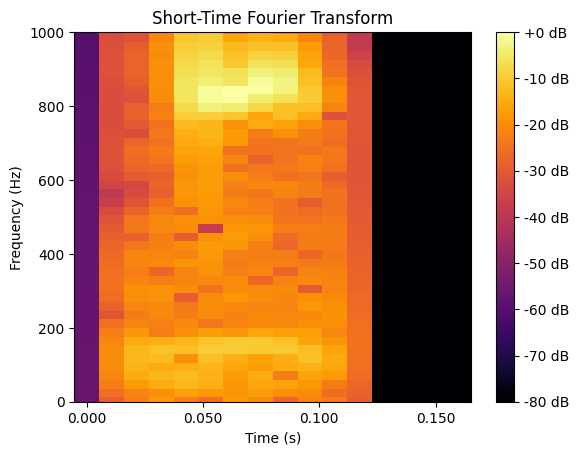 Short-Time Fourier Transform
Frequency (Hz)
1000
800
600
400
200
0
0.000
0.050
0.100
0.150
Time (s)
+0 dB
-10 dB
-20 dB
-30 dB
-40 dB
-50 dB
-60 dB
-70 dB
-80 dB